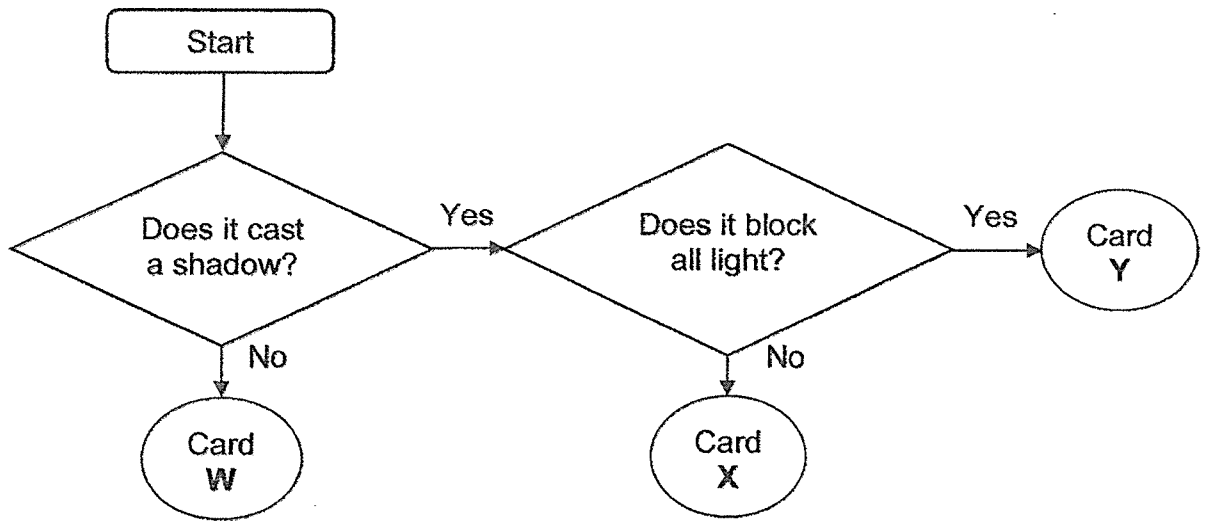 Start
Does it cast
a shadow?
Yes
Does it block
all light?
Yes
Card
Y
No
Card
W
No
Card
X